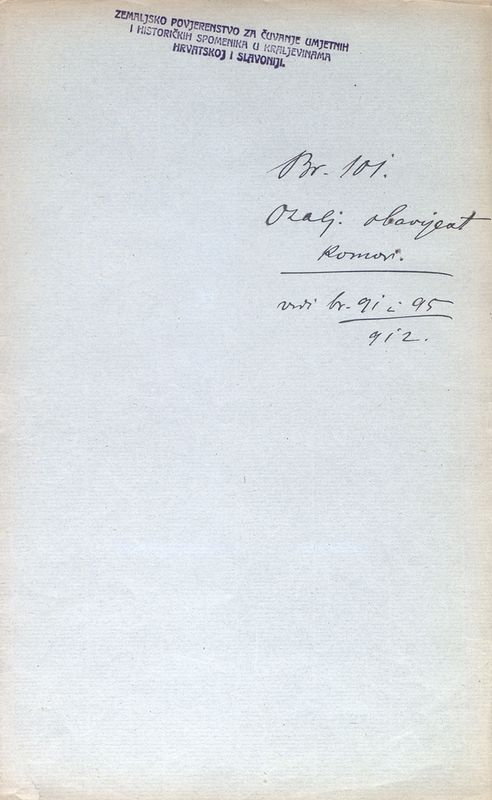 ZEMALJSKO POVJERENSTVO ZA ČUVANJE UMJETNIH
I HISTORIČKIH SPOMENIKA U KRALJEVINAMA
HRVATSKOJ I SLAVONIJI.
Br. 101.
Ozalj. obavijest
komori.
vidi br. 91 i 95
912.